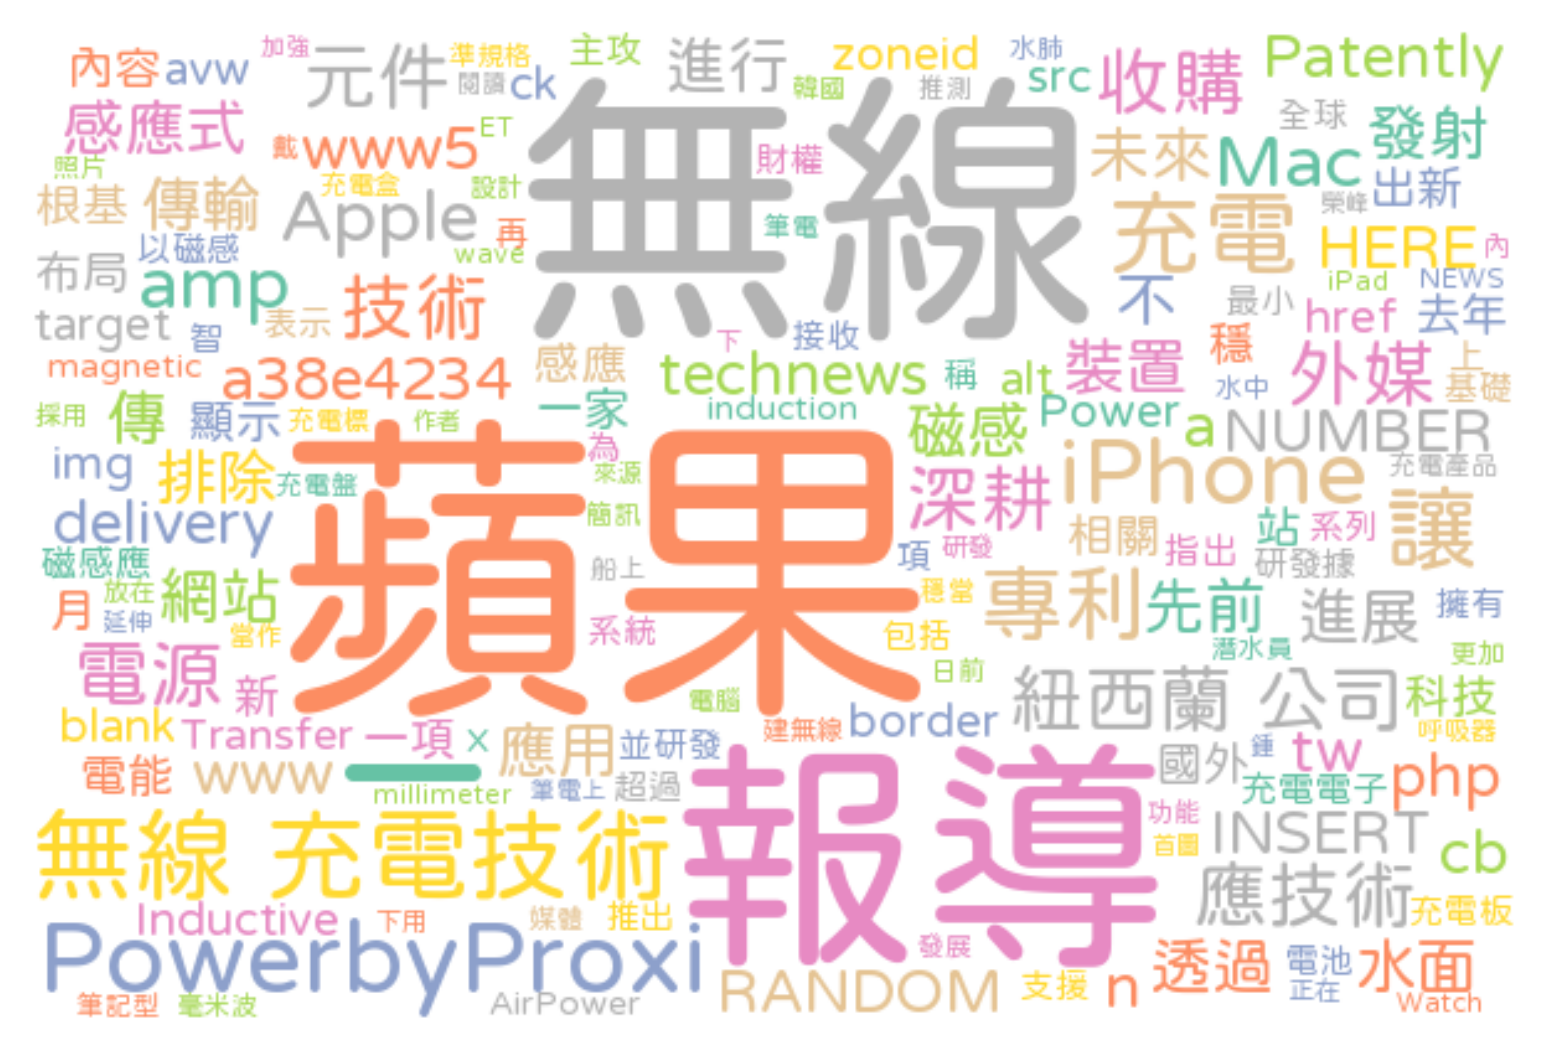 加強 元件 準規格 主攻 進行 zoneid 水肺 Patently
內容 avw 閱讀 ck 韓國 推測 src 收購
感應式 戴 www5 ET 無線 財權 未來 全球 發射
照片 充電盒 設計 Mac 出新
根基 傳輸 Apple 再 筆電 充電 榮峰 HERE 內
布局 以磁感 wave iPad NEWS
amp 技術 不 最小 href 去年
target 智 表示 下 接收 穩
magnetic a38e4234 感應 technews 稱 alt 裝置 水中 外媒 上
採用 傳 顯示 充電標 作者 一家 induction 磁感 Power a NUMBER 基礎
img 排除 充電盤 蘋果 為 來源 iPhone 充電產品
delivery 簡訊 深耕 相關 指出 站 系列 讓
磁感應 船上 項 研發 研發據
月 放在 網站 穩當 專利 先前 進展 擁有
延伸 當作 系統 包括 潛水員 更加
電源 新 電腦 日前 紐西蘭 公司 科技
blank Transfer 一項 x 應用 並研發 建無線 border 呼吸器
電能 www 一 超過 國外 鍾 tw
millimeter 筆電上 報導 充電電子 php
無線 充電技術 功能 INSERT
首圖 cb
Inductive 下用 媒體 推出 應技術 充電板
PowerbyProxi 發展 透過 電池 水面
筆記型 毫米波 AirPower RANDOM 支援 n 正在 Watch